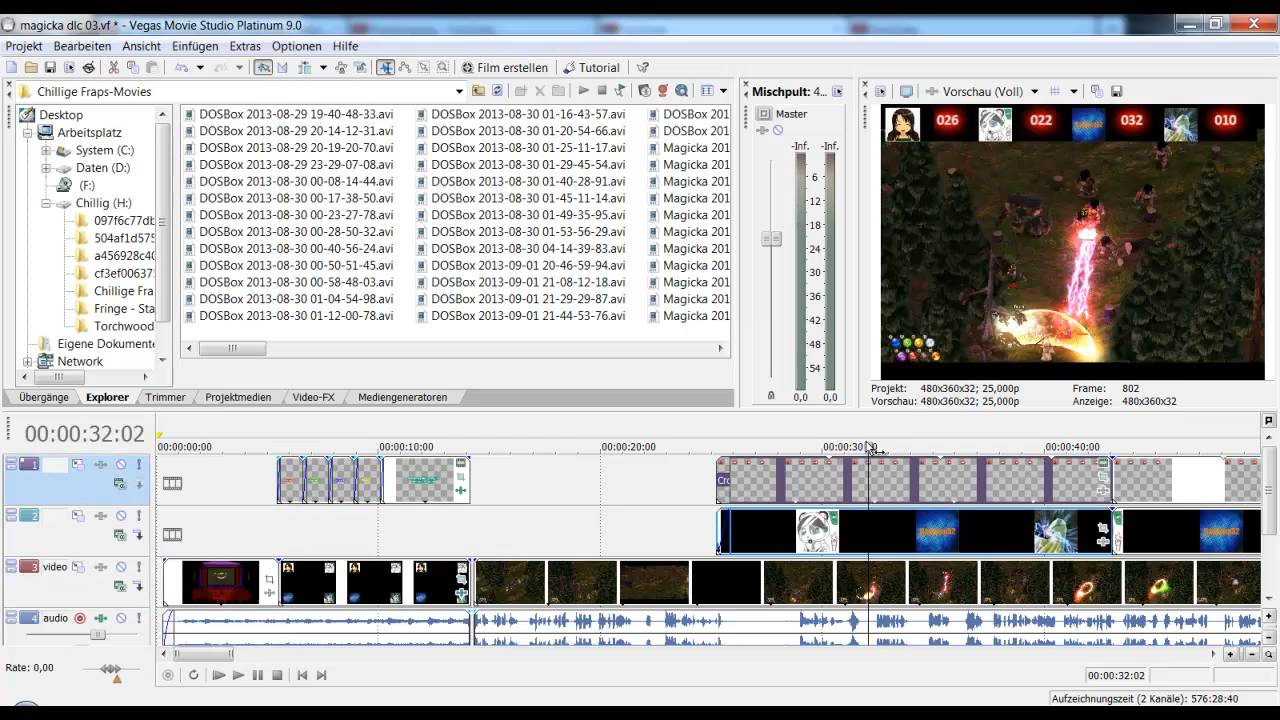 magicka dlc 03.vf * - Vegas Movie Studio Platinum 9.0
Projekt Bearbeiten Ansicht Einfügen Extras Optionen Hilfe
Film erstellen Tutorial
Chillige Fraps-Movies
Desktop
Arbeitsplatz
System (C:)
Daten (D:)
(F:)
Chillig (H:)
097f6c77db
504af1d575
a456928c40
cf3ef00637
Chillige Fra
Fringe - Sta
Torchwood
Eigene Dokumente
Network
DOSBox 2013-08-29 19-40-48-33.avi
DOSBox 2013-08-29 20-14-12-31.avi
DOSBox 2013-08-29 20-19-20-70.avi
DOSBox 2013-08-29 23-29-07-08.avi
DOSBox 2013-08-30 00-08-14-44.avi
DOSBox 2013-08-30 00-17-38-50.avi
DOSBox 2013-08-30 00-23-27-78.avi
DOSBox 2013-08-30 00-28-50-32.avi
DOSBox 2013-08-30 00-40-56-24.avi
DOSBox 2013-08-30 00-50-51-45.avi
DOSBox 2013-08-30 00-58-48-03.avi
DOSBox 2013-08-30 01-04-54-98.avi
DOSBox 2013-08-30 01-12-00-78.avi
DOSBox 2013-08-30 01-16-43-57.avi
DOSBox 2013-08-30 01-20-54-66.avi
DOSBox 2013-08-30 01-25-11-17.avi
DOSBox 2013-08-30 01-29-45-54.avi
DOSBox 2013-08-30 01-40-28-91.avi
DOSBox 2013-08-30 01-45-11-14.avi
DOSBox 2013-08-30 01-49-35-95.avi
DOSBox 2013-08-30 01-53-56-29.avi
DOSBox 2013-08-30 04-14-39-83.avi
DOSBox 2013-09-01 20-46-59-94.avi
DOSBox 2013-09-01 21-08-12-18.avi
DOSBox 2013-09-01 21-29-29-87.avi
DOSBox 2013-09-01 21-44-53-76.avi
DOSBox 201
DOSBox 201
Magicka 201
Magicka 201
Magicka 201
Magicka 201
Magicka 201
Magicka 201
Magicka 201
Magicka 201
Magicka 201
Magicka 201
Magicka 201
Übergänge Explorer Trimmer Projektmedien Video-FX Mediengeneratoren
Mischpult: 4...
Master
-Inf. -Inf.
6
12
18
24
30
36
42
48
54
0,0 0,0
Vorschau (Voll)
026 022 032 010
Projekt: 480x360x32; 25,000p Frame: 802
Vorschau: 480x360x32; 25,000p Anzeige: 480x360x32
00:00:32:02
00:00:00;00 00:00:10;00 00:00:20;00 00:00:30;00 00:00:40;00
1
Cro
2
3 video
4 audio
Rate: 0,00
00:00:32:02
Aufzeichnungszeit (2 Kanäle): 576:28:40